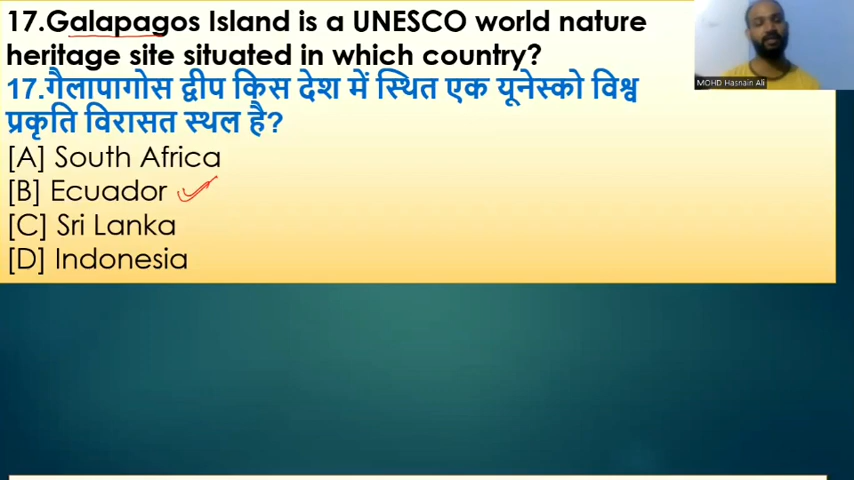 17.Galapagos Island is a UNESCO world nature
heritage site situated in which country?
17.गैलापागोस द्वीप किस देश में स्थित एक यूनेस्को विश्व
प्रकृति विरासत स्थल है?
[A] South Africa
[B] Ecuador
[C] Sri Lanka
[D] Indonesia
MOHD Hasnain Ali